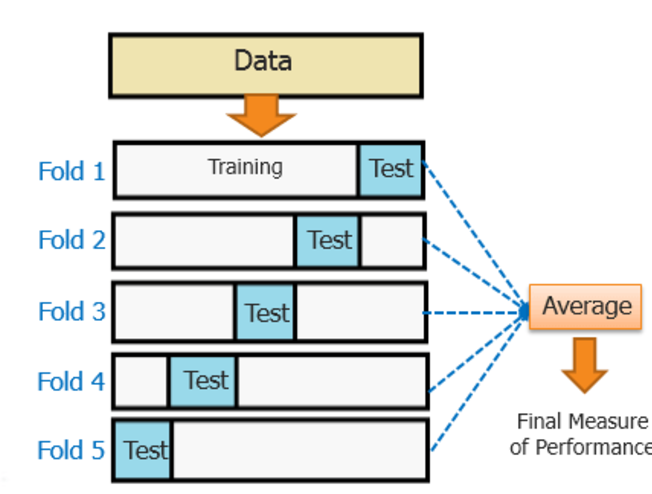 Data
Fold 1
Training
Test
Fold 2
Test
Fold 3
Test
Average
Fold 4
Test
Final Measure
of Performance
Fold 5
Test